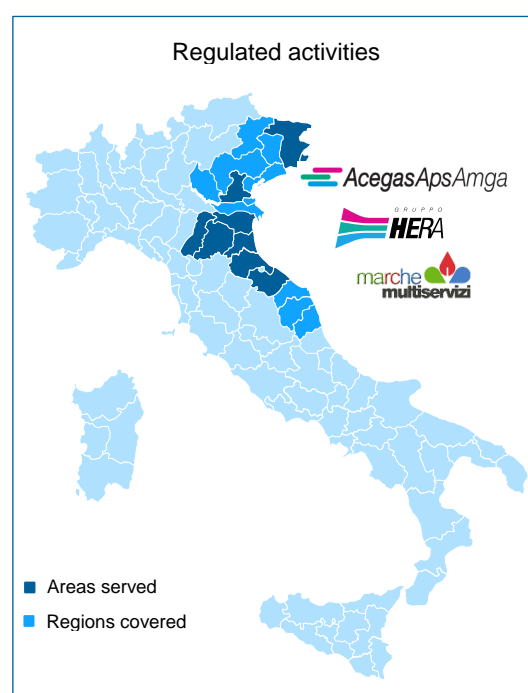 Regulated activities
AcegasApsAmga
GRUPPO
HERA
marche
multiservizi
Areas served
Regions covered